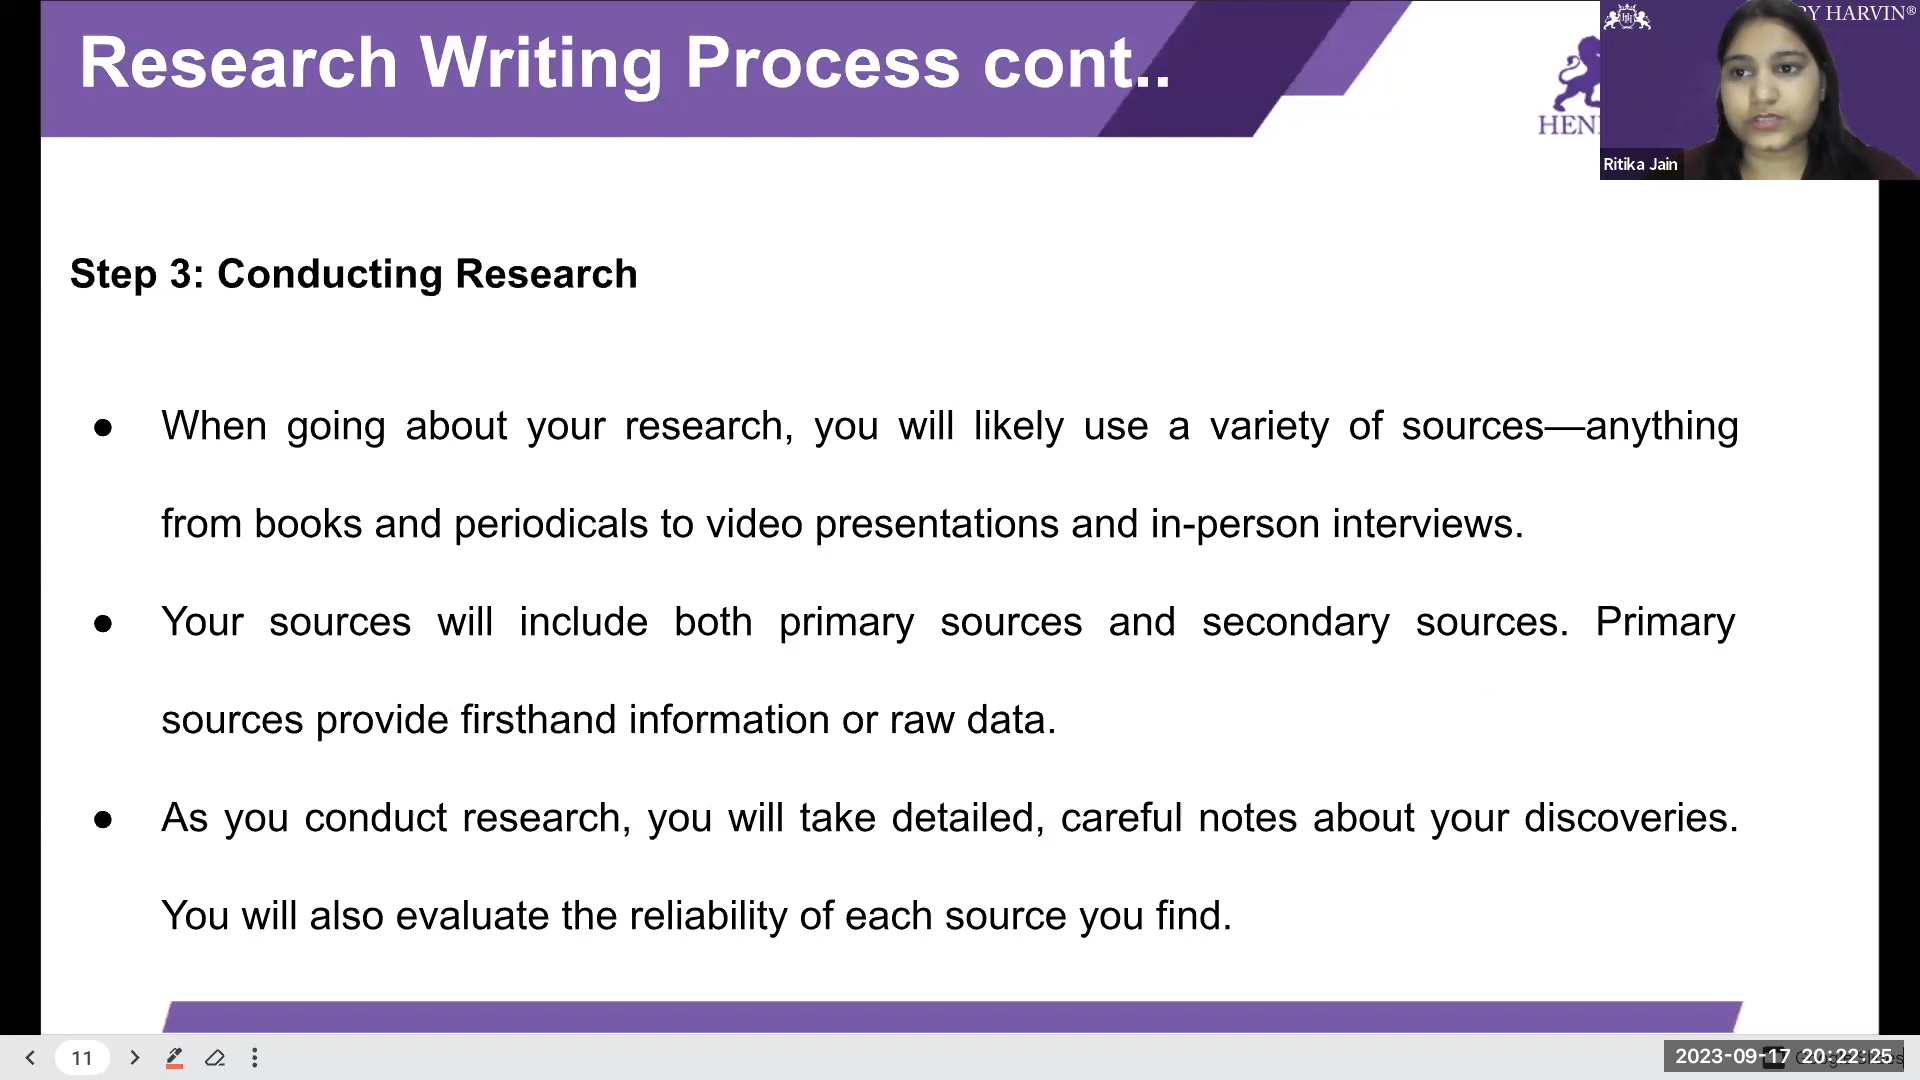 Research Writing Process cont..
RY HARVIN®
HEN
Ritika Jain
Step 3: Conducting Research
● When going about your research, you will likely use a variety of sources—anything
from books and periodicals to video presentations and in-person interviews.
● Your sources will include both primary sources and secondary sources. Primary
sources provide firsthand information or raw data.
● As you conduct research, you will take detailed, careful notes about your discoveries.
You will also evaluate the reliability of each source you find.
11
2023-09-17 20:22:25